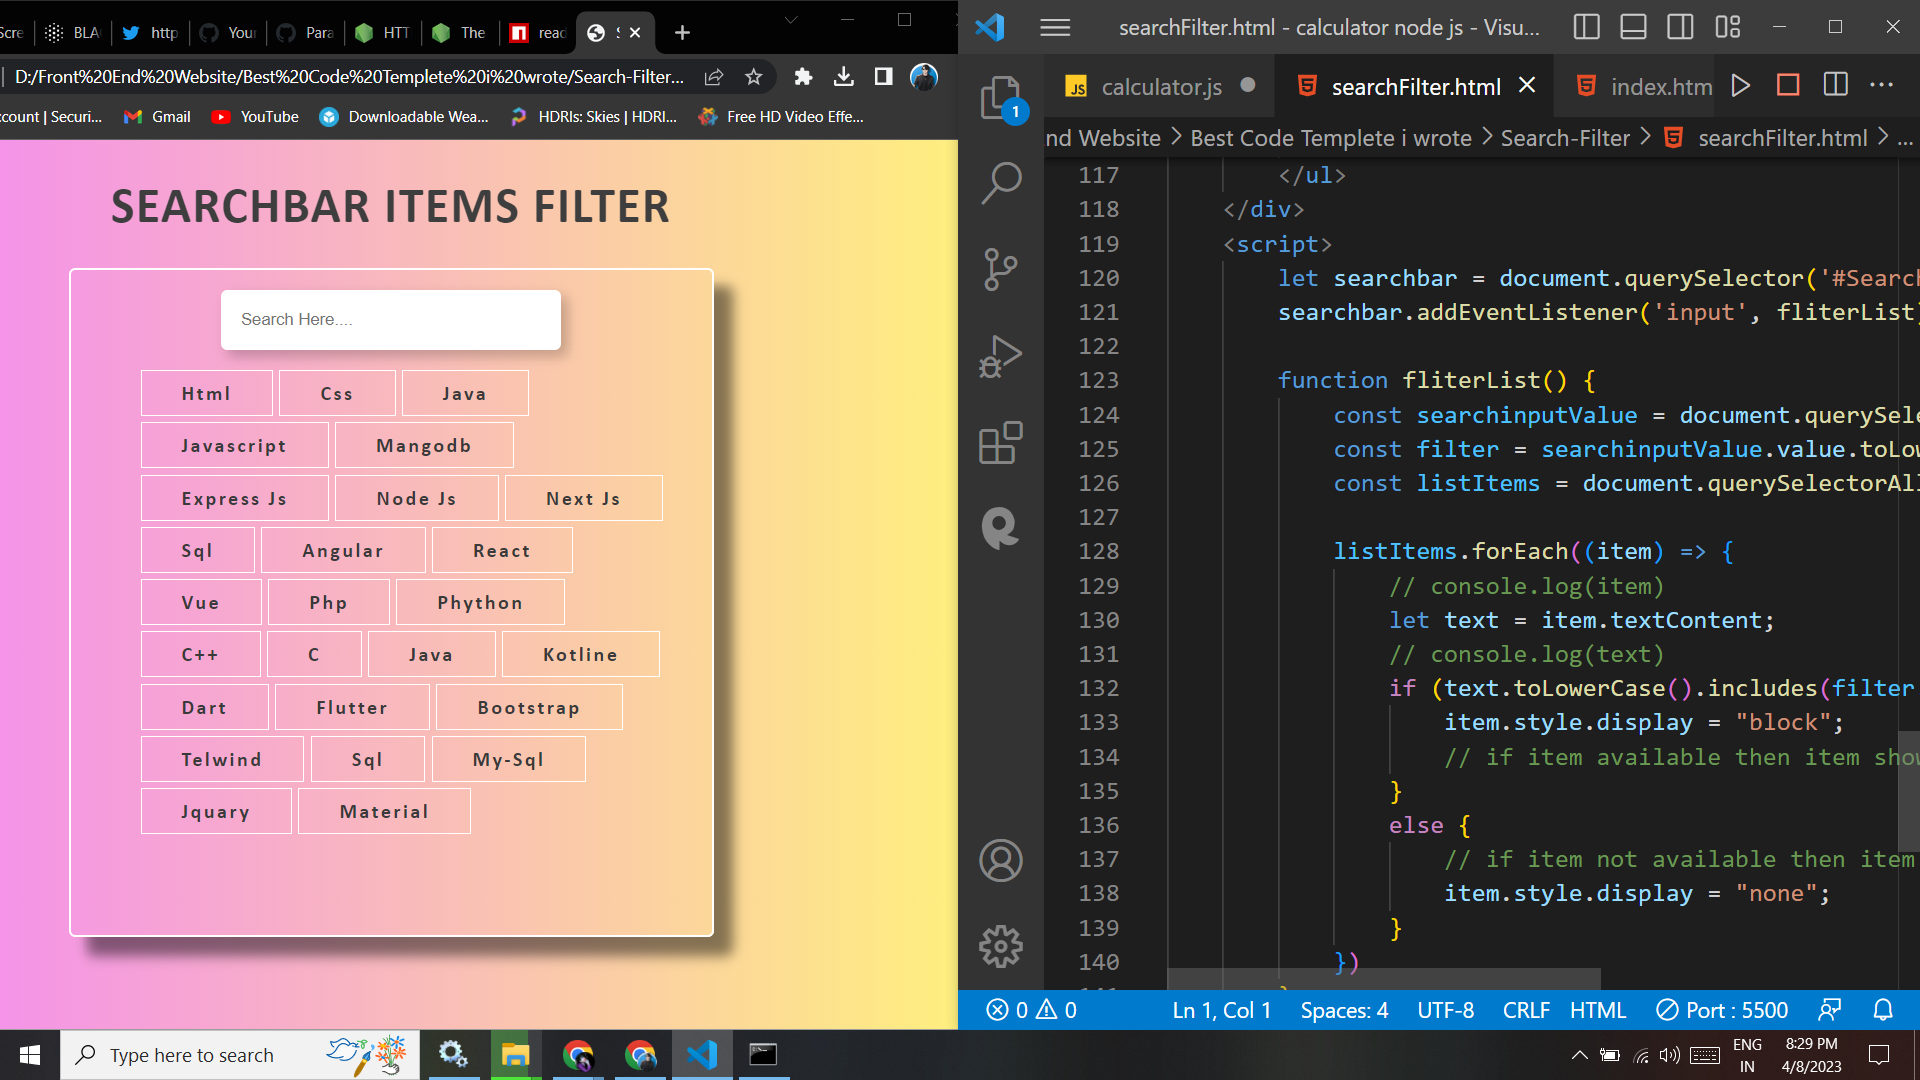 Scre
BLA
http
Your
Para
HTT
The
read
S
D:/Front%20End%20Website/Best%20Code%20Templete%20i%20wrote/Search-Filter...
ccount | Securi...
Gmail
YouTube
Downloadable Wea...
HDRIs: Skies | HDRI...
Free HD Video Effe...
SEARCHBAR ITEMS FILTER
Search Here....
Html Css Java
Javascript Mangodb
Express Js Node Js Next Js
Sql Angular React
Vue Php Phython
C++ C Java Kotline
Dart Flutter Bootstrap
Telwind Sql My-Sql
Jquary Material
searchFilter.html - calculator node js - Visu...
JS calculator.js
searchFilter.html
index.htm
nd Website > Best Code Templete i wrote > Search-Filter > searchFilter.html > ...
1
117 </ul>
118 </div>
119 <script>
120 let searchbar = document.querySelector('#Search
121 searchbar.addEventListener('input', fliterList)
122
123 function fliterList() {
124 const searchinputValue = document.querySele
125 const filter = searchinputValue.value.toLow
126 const listItems = document.querySelectorAll
127
128 listItems.forEach((item) => {
129 // console.log(item)
130 let text = item.textContent;
131 // console.log(text)
132 if (text.toLowerCase().includes(filter
133 item.style.display = "block";
134 // if item available then item show
135 }
136 else {
137 // if item not available then item
138 item.style.display = "none";
139 }
140 })
0 0
Ln 1, Col 1
Spaces: 4
UTF-8
CRLF
HTML
Port : 5500
Type here to search
ENG
IN
8:29 PM
4/8/2023